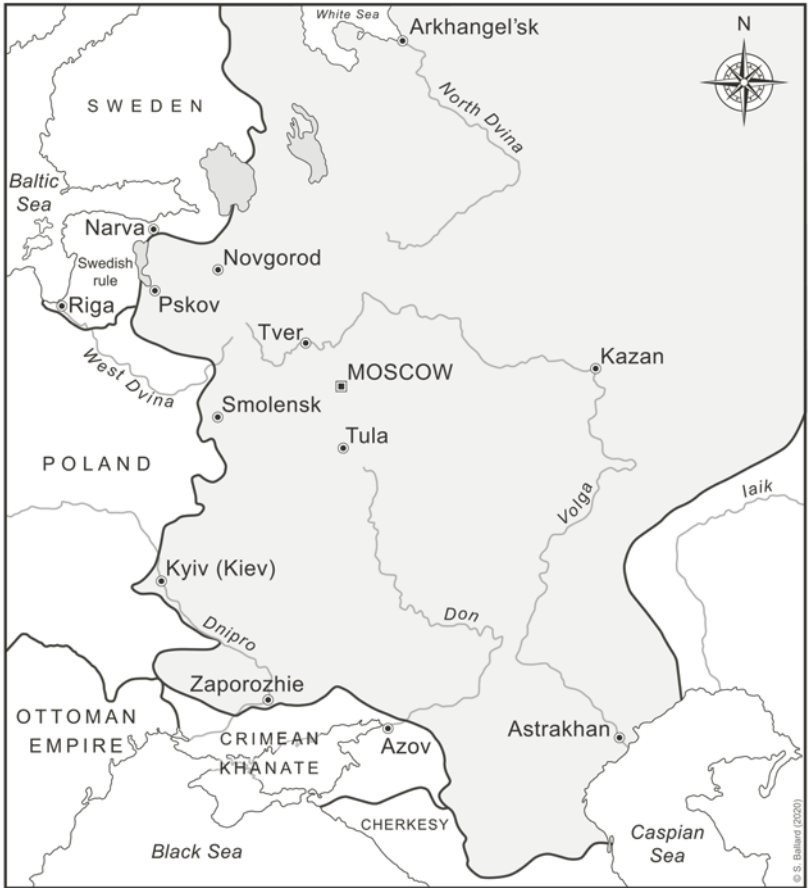 White Sea
Arkhangel'sk
N
North Dvina
SWEDEN
Baltic
Sea
Narva
Novgorod
Swedish
rule
Riga
Pskov
Tver
West Dvina
MOSCOW
Kazan
Smolensk
Tula
POLAND
Volga
Iaik
Kyiv (Kiev)
Dnipro
Don
Zaporozhie
OTTOMAN
EMPIRE
CRIMEAN
KHANATE
Azov
Astrakhan
CHERKESY
Black Sea
Caspian
Sea
© S. Ballard (2020)